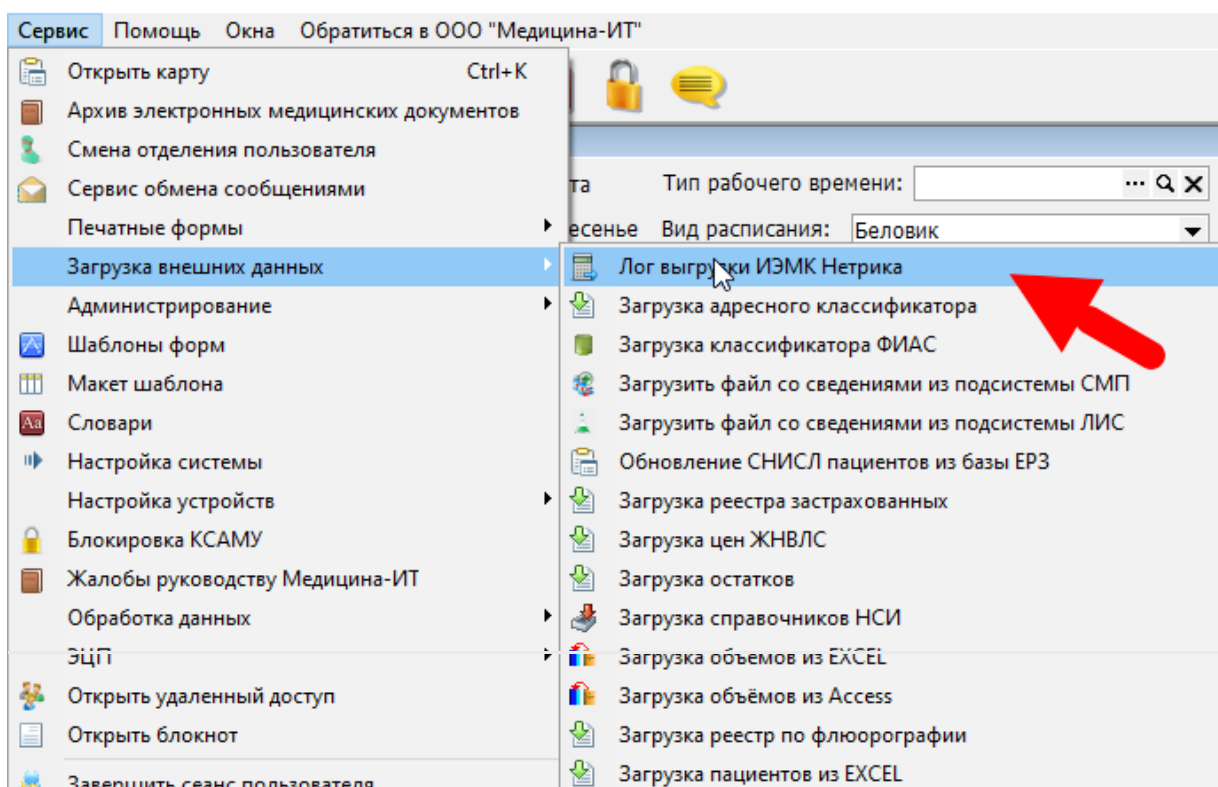 Сервис Помощь Окна Обратиться в ООО "Медицина-ИТ"
Открыть карту Ctrl+K
Архив электронных медицинских документов
Смена отделения пользователя
Сервис обмена сообщениями
Печатные формы
Загрузка внешних данных
Администрирование
Шаблоны форм
Макет шаблона
Словари
Настройка системы
Настройка устройств
Блокировка КСАМУ
Жалобы руководству Медицина-ИТ
Обработка данных
ЭЦП
Открыть удаленный доступ
Открыть блокнот
Завершить сеанс пользователя
та Тип рабочего времени:
есенье Вид расписания: Беловик
Лог выгрузки ИЭМК Нетрика
Загрузка адресного классификатора
Загрузка классификатора ФИАС
Загрузить файл со сведениями из подсистемы СМП
Загрузить файл со сведениями из подсистемы ЛИС
Обновление СНИСЛ пациентов из базы ЕРЗ
Загрузка реестра застрахованных
Загрузка цен ЖНВЛС
Загрузка остатков
Загрузка справочников НСИ
Загрузка объемов из EXCEL
Загрузка объёмов из Access
Загрузка реестр по флюорографии
Загрузка пациентов из EXCEL